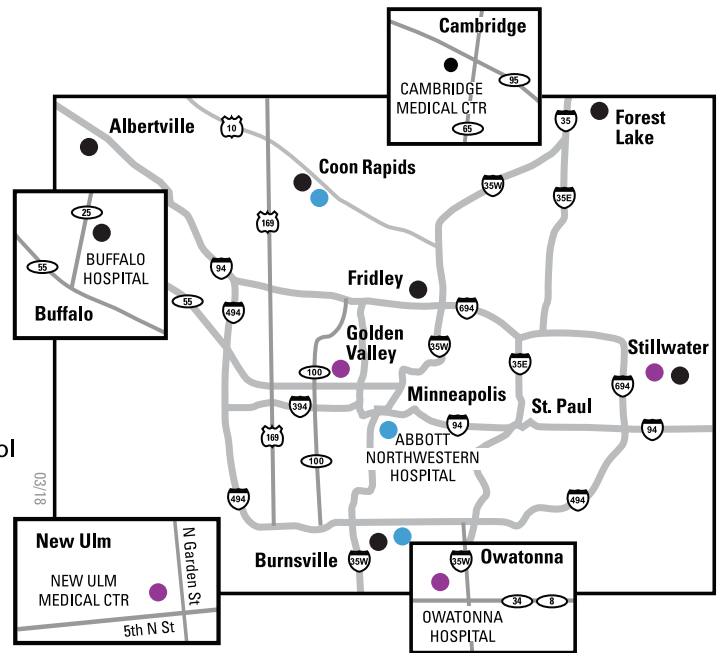 Cambridge
95
CAMBRIDGE
MEDICAL CTR
65
Albertville
10
35
Forest
Lake
Coon Rapids
35W
35E
169
25
55
BUFFALO
HOSPITAL
Buffalo
94
55
494
Fridley
694
Golden
Valley
100
35W
35E
Stillwater
694
394
Minneapolis
St. Paul
169
94
94
ABBOTT
NORTHWESTERN
HOSPITAL
100
ol
03/18
494
494
New Ulm
NEW ULM
MEDICAL CTR
N Garden St
5th N St
Burnsville
35W
35W
Owatonna
34
8
OWATONNA
HOSPITAL